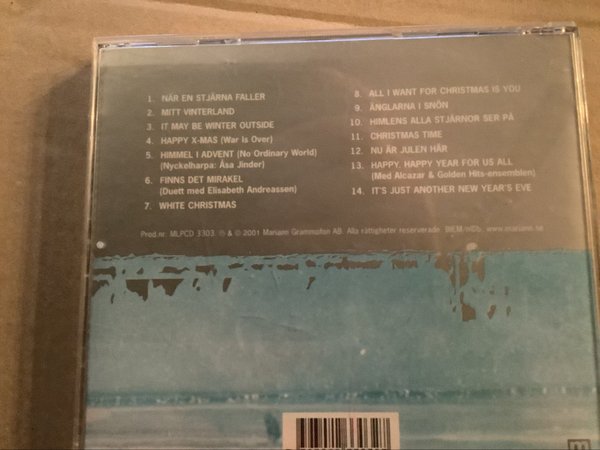 1. NÄR EN STJÄRNA FALLER
2. MITT VINTERLAND
3. IT MAY BE WINTER OUTSIDE
4. HAPPY X-MAS (War is Over)
5. HIMMEL I ADVENT (No Ordinary World)
(Nyckelharpa: Åsa Jinder)
6. FINNS DET MIRAKEL
(Duett med Elisabeth Andreassen)
7. WHITE CHRISTMAS
8. ALL I WANT FOR CHRISTMAS IS YOU
9. ÄNGLARNA I SNÖN
10. HIMLENS ALLA STJÄRNOR SER PÅ
11. CHRISTMAS TIME
12. NU ÄR JULEN HÄR
13. HAPPY, HAPPY YEAR FOR US ALL
(Med Alcazar & Golden Hits-ensemblen)
14. IT'S JUST ANOTHER NEW YEAR'S EVE
Prod.nr. MLPCD 3303. ℗ & © 2001 Mariann Grammofon AB. Alla rättigheter reserverade. BIEM/n©b. www.mariann.se